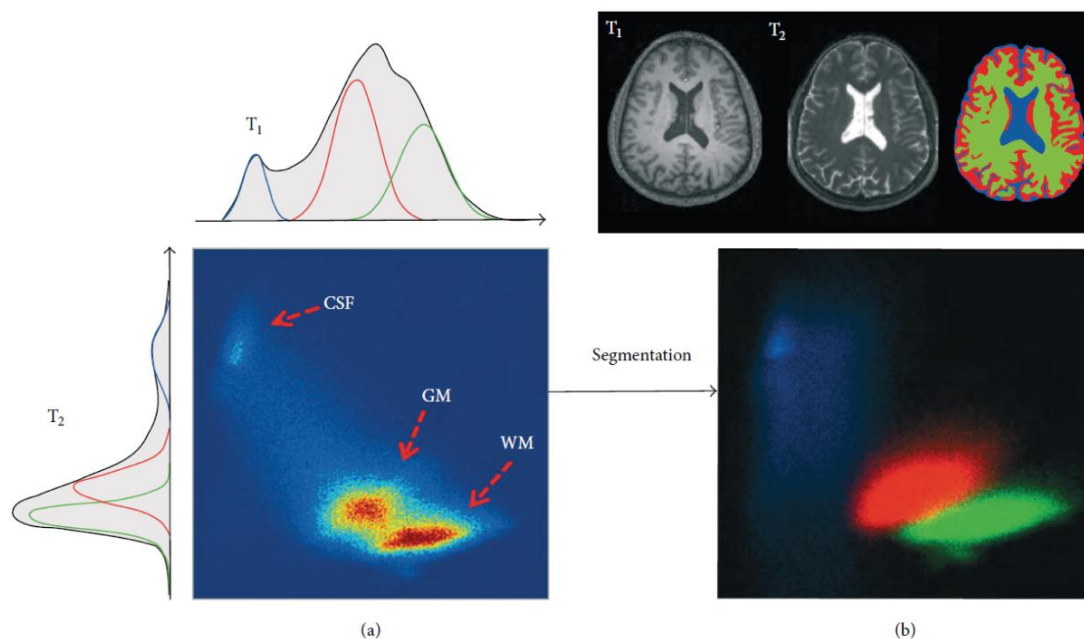 T₁
T₂
T₁
CSF
GM
WM
T₂
Segmentation
(a)
(b)